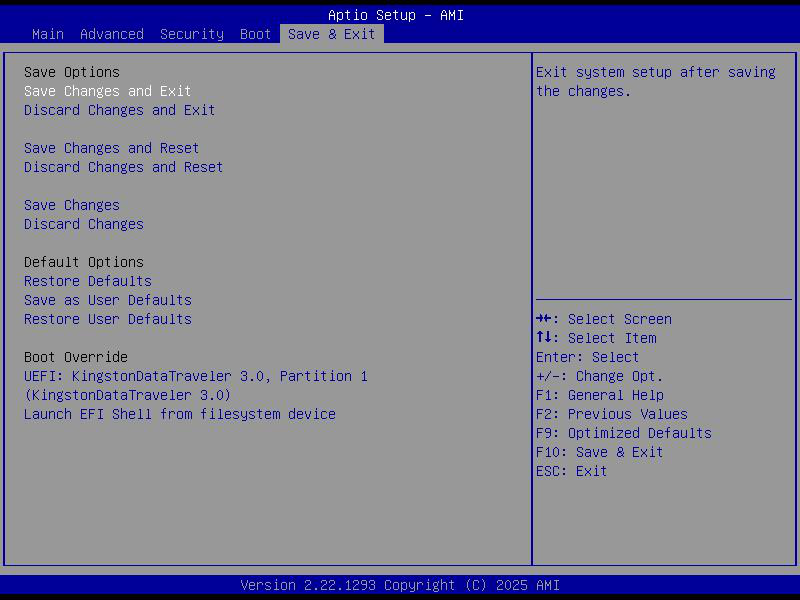 Aptio Setup – AMI
Main Advanced Security Boot Save & Exit
Save Options
Save Changes and Exit
Discard Changes and Exit
Save Changes and Reset
Discard Changes and Reset
Save Changes
Discard Changes
Default Options
Restore Defaults
Save as User Defaults
Restore User Defaults
Boot Override
UEFI: KingstonDataTraveler 3.0, Partition 1
(KingstonDataTraveler 3.0)
Launch EFI Shell from filesystem device
Exit system setup after saving
the changes.
→←: Select Screen
↑↓: Select Item
Enter: Select
+/-: Change Opt.
F1: General Help
F2: Previous Values
F9: Optimized Defaults
F10: Save & Exit
ESC: Exit
Version 2.22.1293 Copyright (C) 2025 AMI